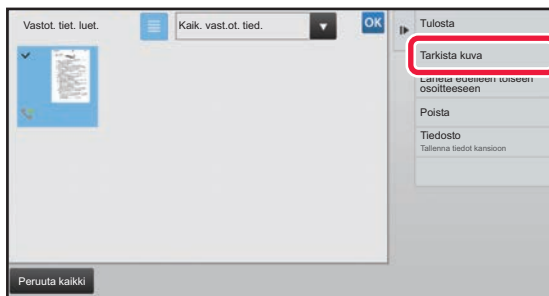 Vastot. tiet. luet.
Kaik. vast.ot. tied.
OK
Tulosta
Tarkista kuva
Lähetä edelleen toiseen
osoitteeseen
Poista
Tiedosto
Tallenna tiedot kansioon
Peruuta kaikki